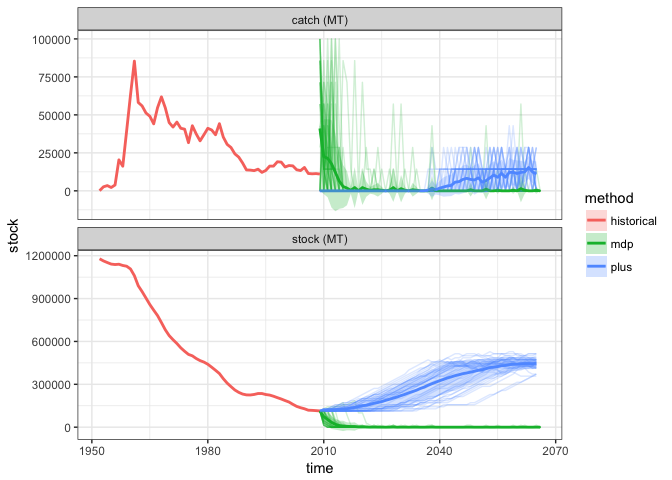 catch (MT)
100000
75000
50000
25000
0
stock
stock (MT)
1200000
900000
600000
300000
0
1950
1980
2010
2040
2070
time
method
historical
mdp
plus